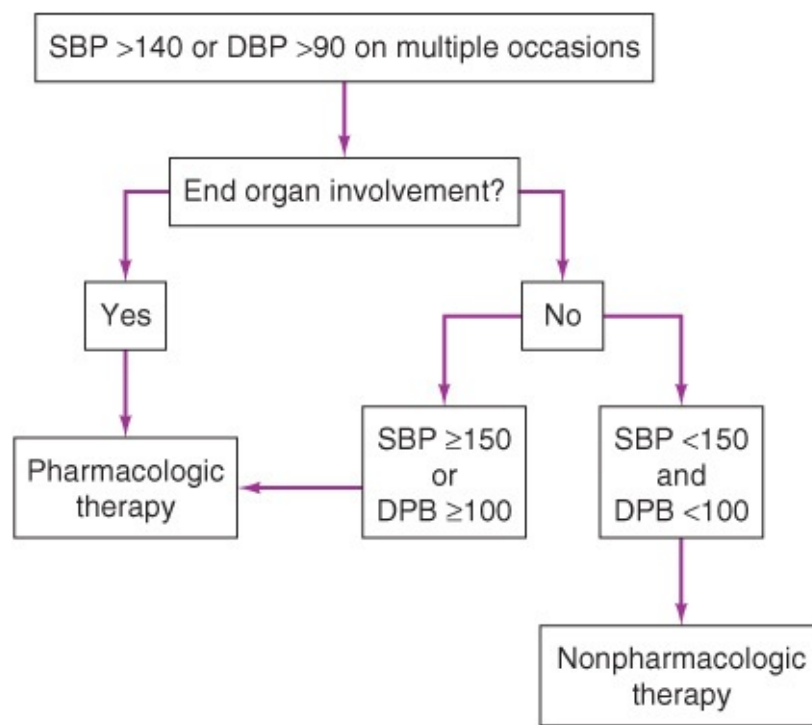 SBP >140 or DBP >90 on multiple occasions
End organ involvement?
Yes
No
Pharmacologic
therapy
SBP ≥150
or
DPB ≥100
SBP <150
and
DPB <100
Nonpharmacologic
therapy